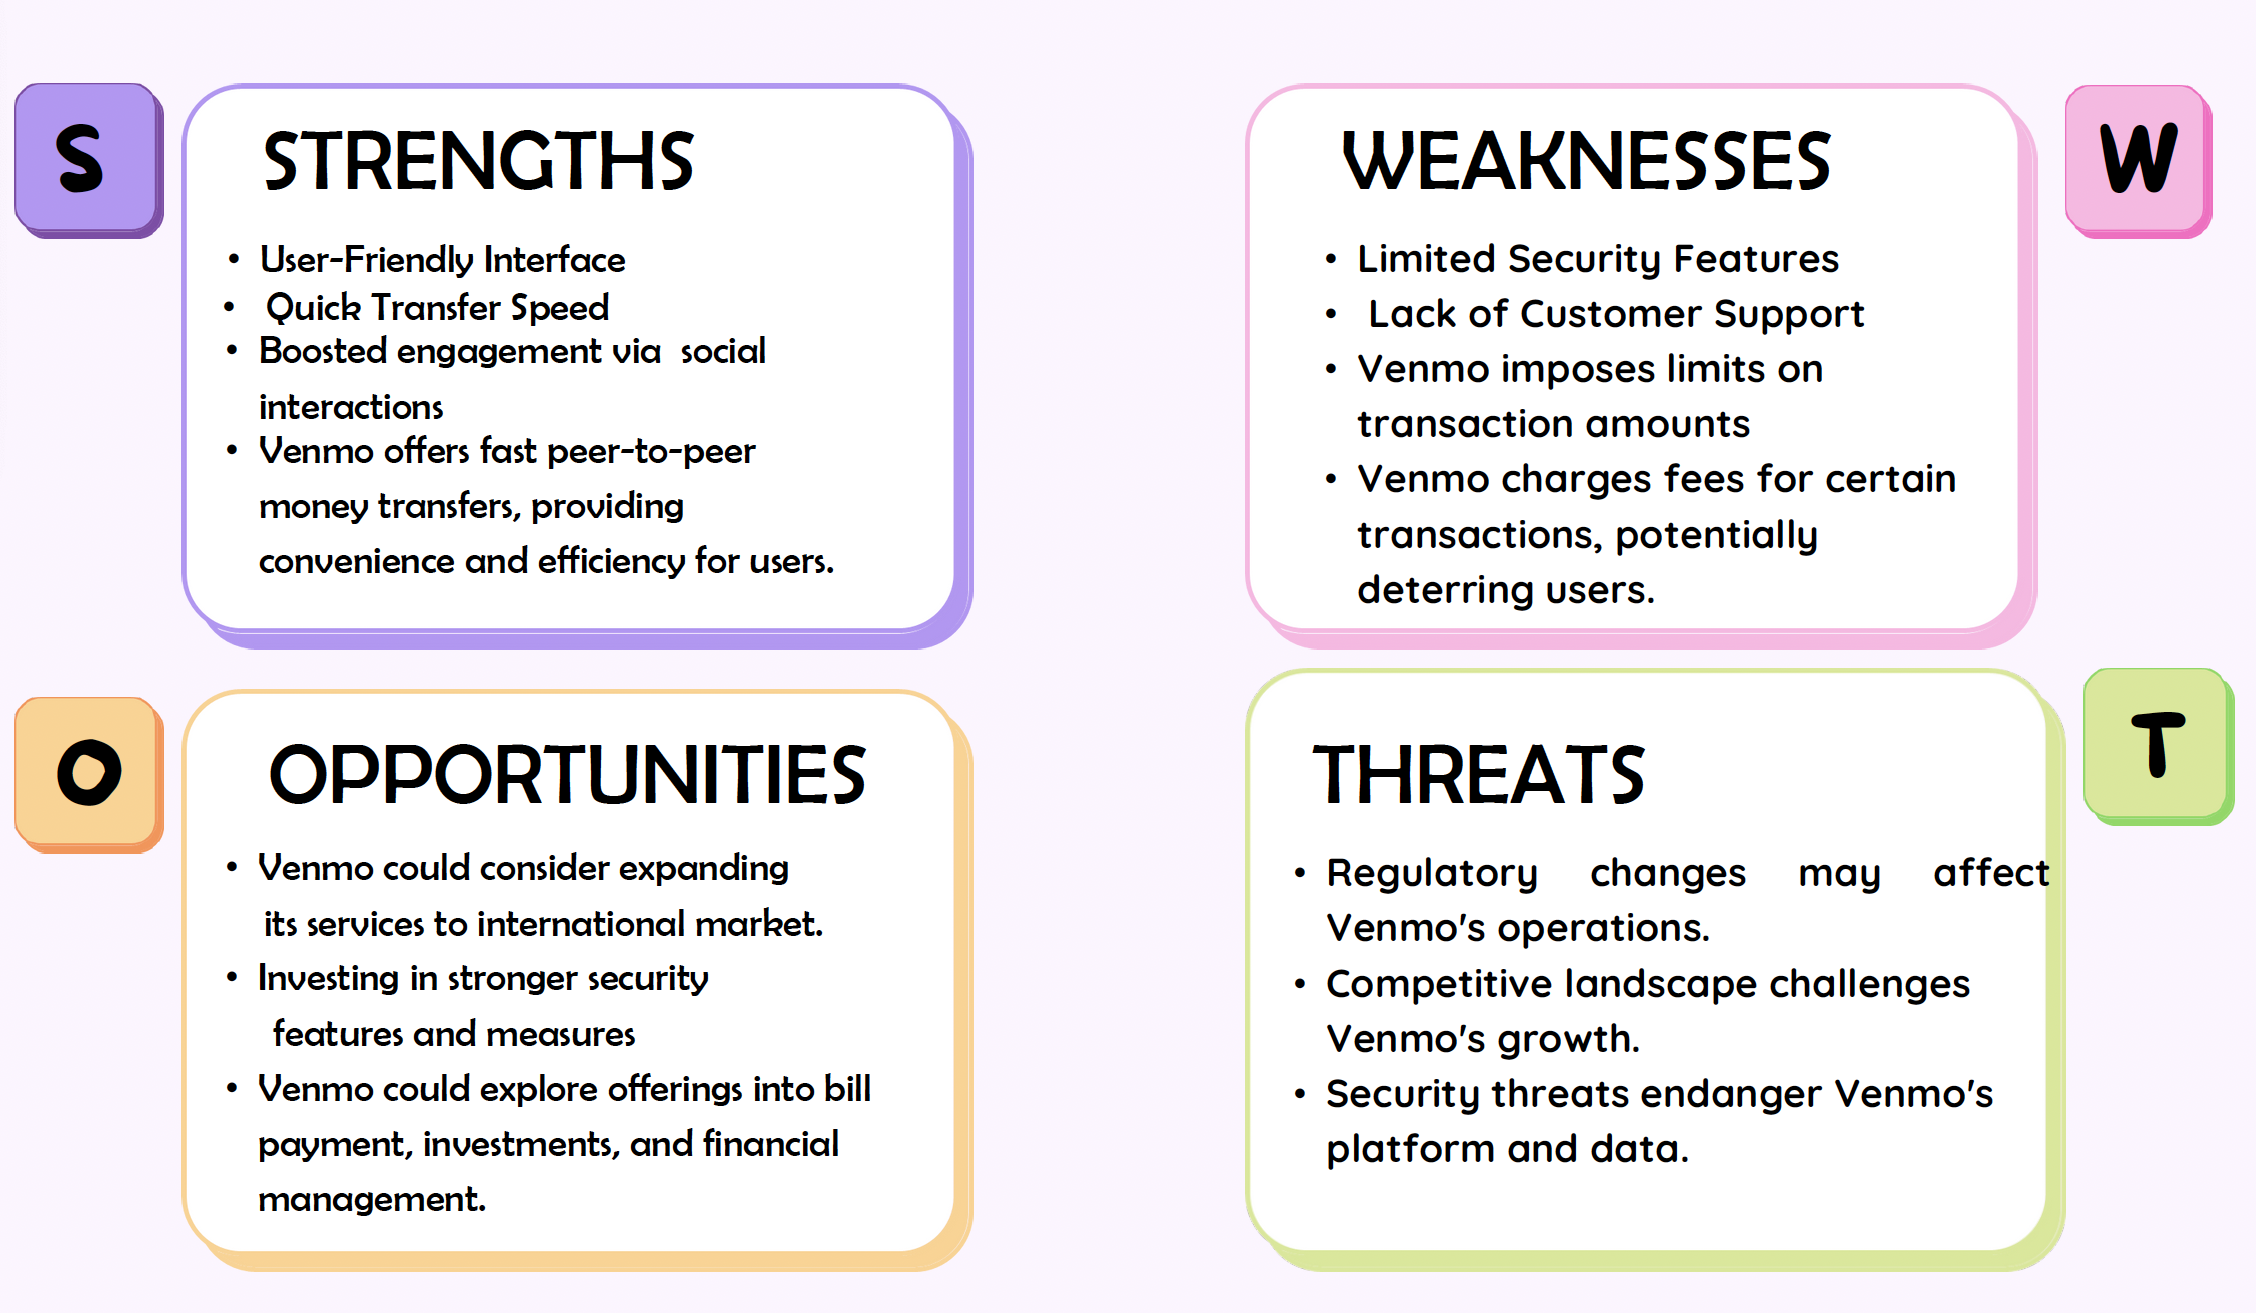 S
STRENGTHS
• User-Friendly Interface
• Quick Transfer Speed
• Boosted engagement via social
interactions
• Venmo offers fast peer-to-peer
money transfers, providing
convenience and efficiency for users.
W
WEAKNESSES
• Limited Security Features
• Lack of Customer Support
• Venmo imposes limits on
transaction amounts
• Venmo charges fees for certain
transactions, potentially
deterring users.
O
OPPORTUNITIES
• Venmo could consider expanding
its services to international market.
• Investing in stronger security
features and measures
• Venmo could explore offerings into bill
payment, investments, and financial
management.
T
THREATS
• Regulatory changes may affect
Venmo's operations.
• Competitive landscape challenges
Venmo's growth.
• Security threats endanger Venmo's
platform and data.